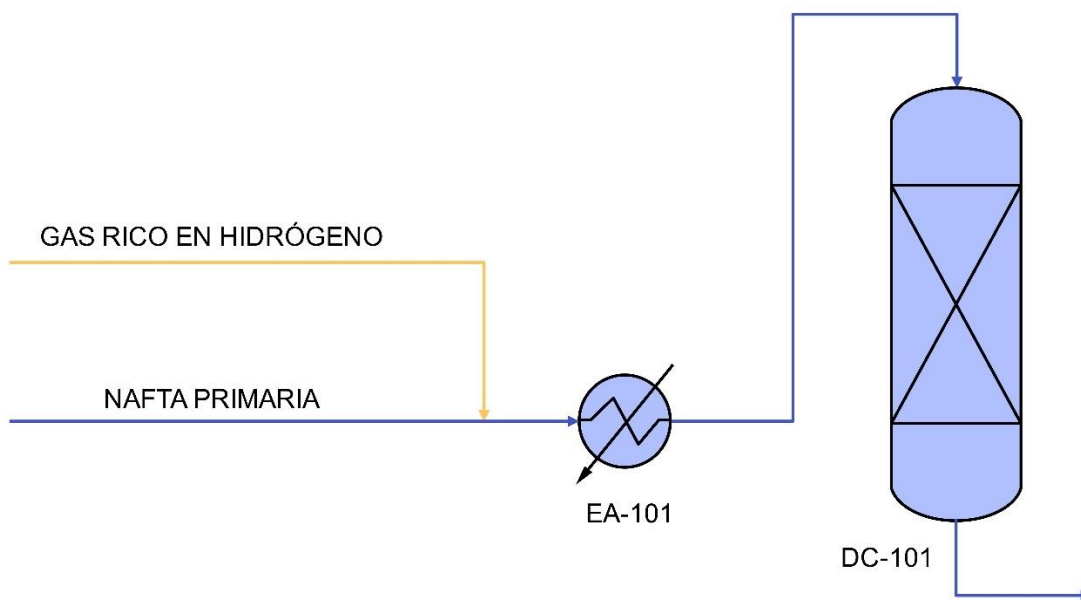 GAS RICO EN HIDRÓGENO
NAFTA PRIMARIA
EA-101
DC-101